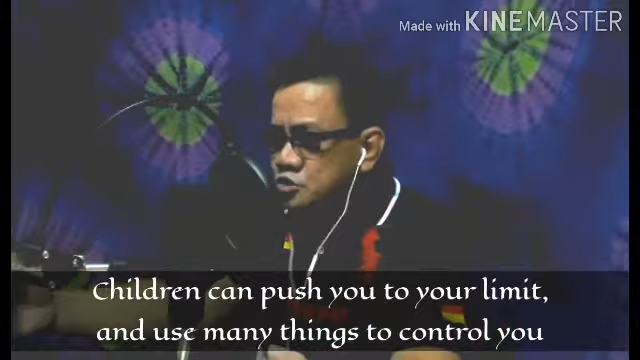 Made with KINEMASTER
Children can push you to your limit,
and use many things to control you